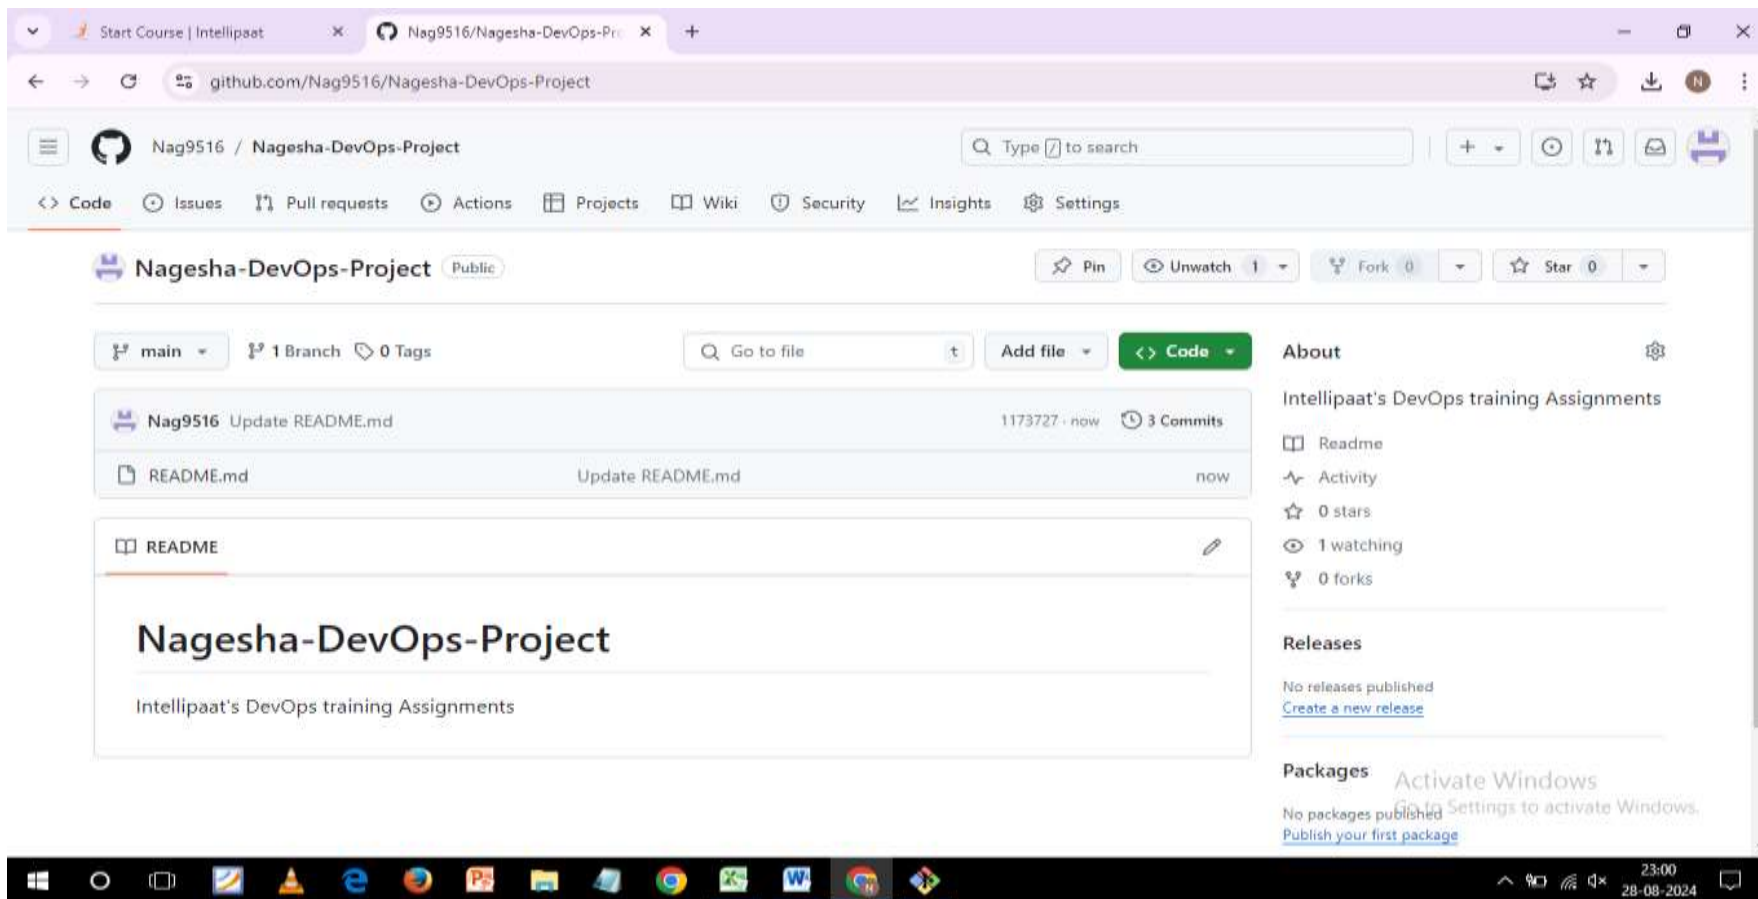 Start Course | Intellipaat
Nag9516/Nagesha-DevOps-Pro
github.com/Nag9516/Nagesha-DevOps-Project
N
Nag9516 / Nagesha-DevOps-Project
Type / to search
<> Code Issues Pull requests Actions Projects Wiki Security Insights Settings
Nagesha-DevOps-Project Public
Pin Unwatch 1 Fork 0 Star 0
main 1 Branch 0 Tags Go to file t Add file <> Code
Nag9516 Update README.md 1173727 · now 3 Commits
README.md Update README.md now
README
Nagesha-DevOps-Project
Intellipaat's DevOps training Assignments
About
Intellipaat's DevOps training Assignments
Readme
Activity
0 stars
1 watching
0 forks
Releases
No releases published
Create a new release
Packages
No packages published
Publish your first package
Activate Windows
Go to Settings to activate Windows.
23:00
28-08-2024